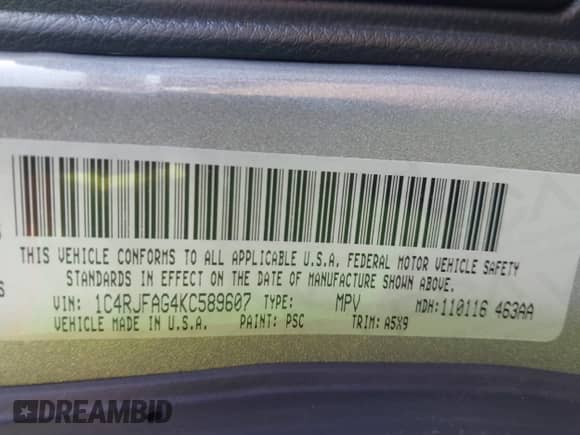 THIS VEHICLE CONFORMS TO ALL APPLICABLE U.S.A. FEDERAL MOTOR VEHICLE SAFETY
STANDARDS IN EFFECT ON THE DATE OF MANUFACTURE SHOWN ABOVE.
VIN: 1C4RJFAG4KC589607 TYPE: MPV MDH:110116 463AA
VEHICLE MADE IN U.S.A. PAINT: PSC TRIM: A5X9
DREAMBID